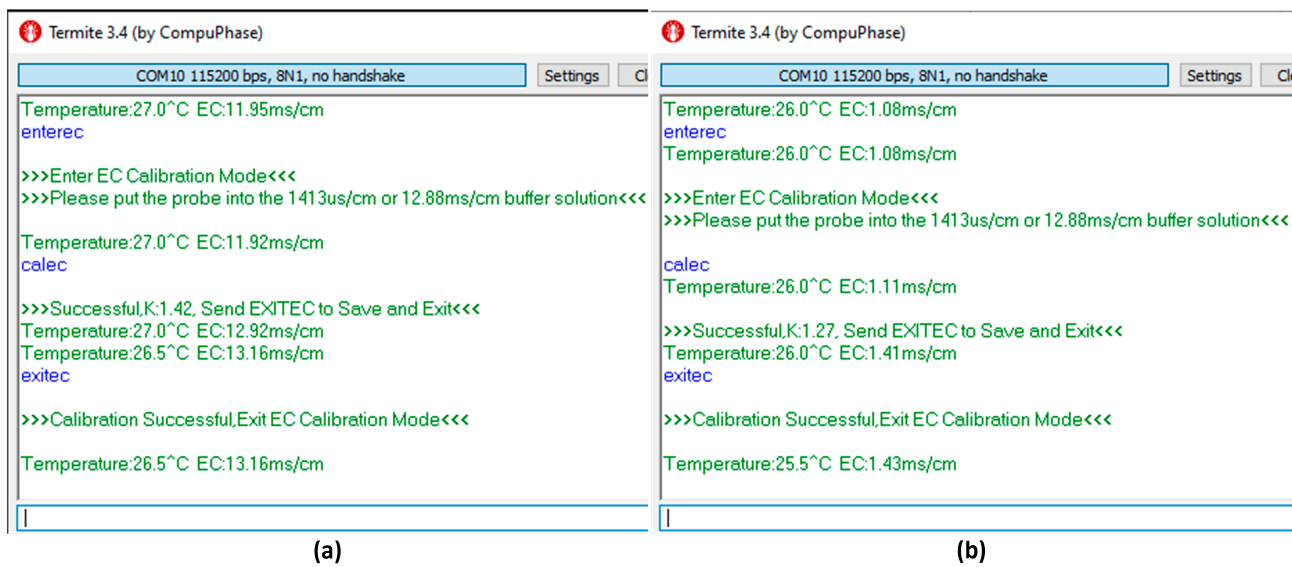 Termite 3.4 (by CompuPhase)
COM10 115200 bps, 8N1, no handshake
Settings
Temperature:27.0^C EC:11.95ms/cm
enterec
>>>Enter EC Calibration Mode<<<
>>>Please put the probe into the 1413us/cm or 12.88ms/cm buffer solution<<<
Temperature:27.0^C EC:11.92ms/cm
calec
>>>Successful,K:1.42, Send EXITEC to Save and Exit<<<
Temperature:27.0^C EC:12.92ms/cm
Temperature:26.5^C EC:13.16ms/cm
exitec
>>>Calibration Successful,Exit EC Calibration Mode<<<
Temperature:26.5^C EC:13.16ms/cm
(a)
Termite 3.4 (by CompuPhase)
COM10 115200 bps, 8N1, no handshake
Settings
Temperature:26.0^C EC:1.08ms/cm
enterec
Temperature:26.0^C EC:1.08ms/cm
>>>Enter EC Calibration Mode<<<
>>>Please put the probe into the 1413us/cm or 12.88ms/cm buffer solution<<<
calec
Temperature:26.0^C EC:1.11ms/cm
>>>Successful,K:1.27, Send EXITEC to Save and Exit<<<
Temperature:26.0^C EC:1.41ms/cm
exitec
>>>Calibration Successful,Exit EC Calibration Mode<<<
Temperature:25.5^C EC:1.43ms/cm
(b)